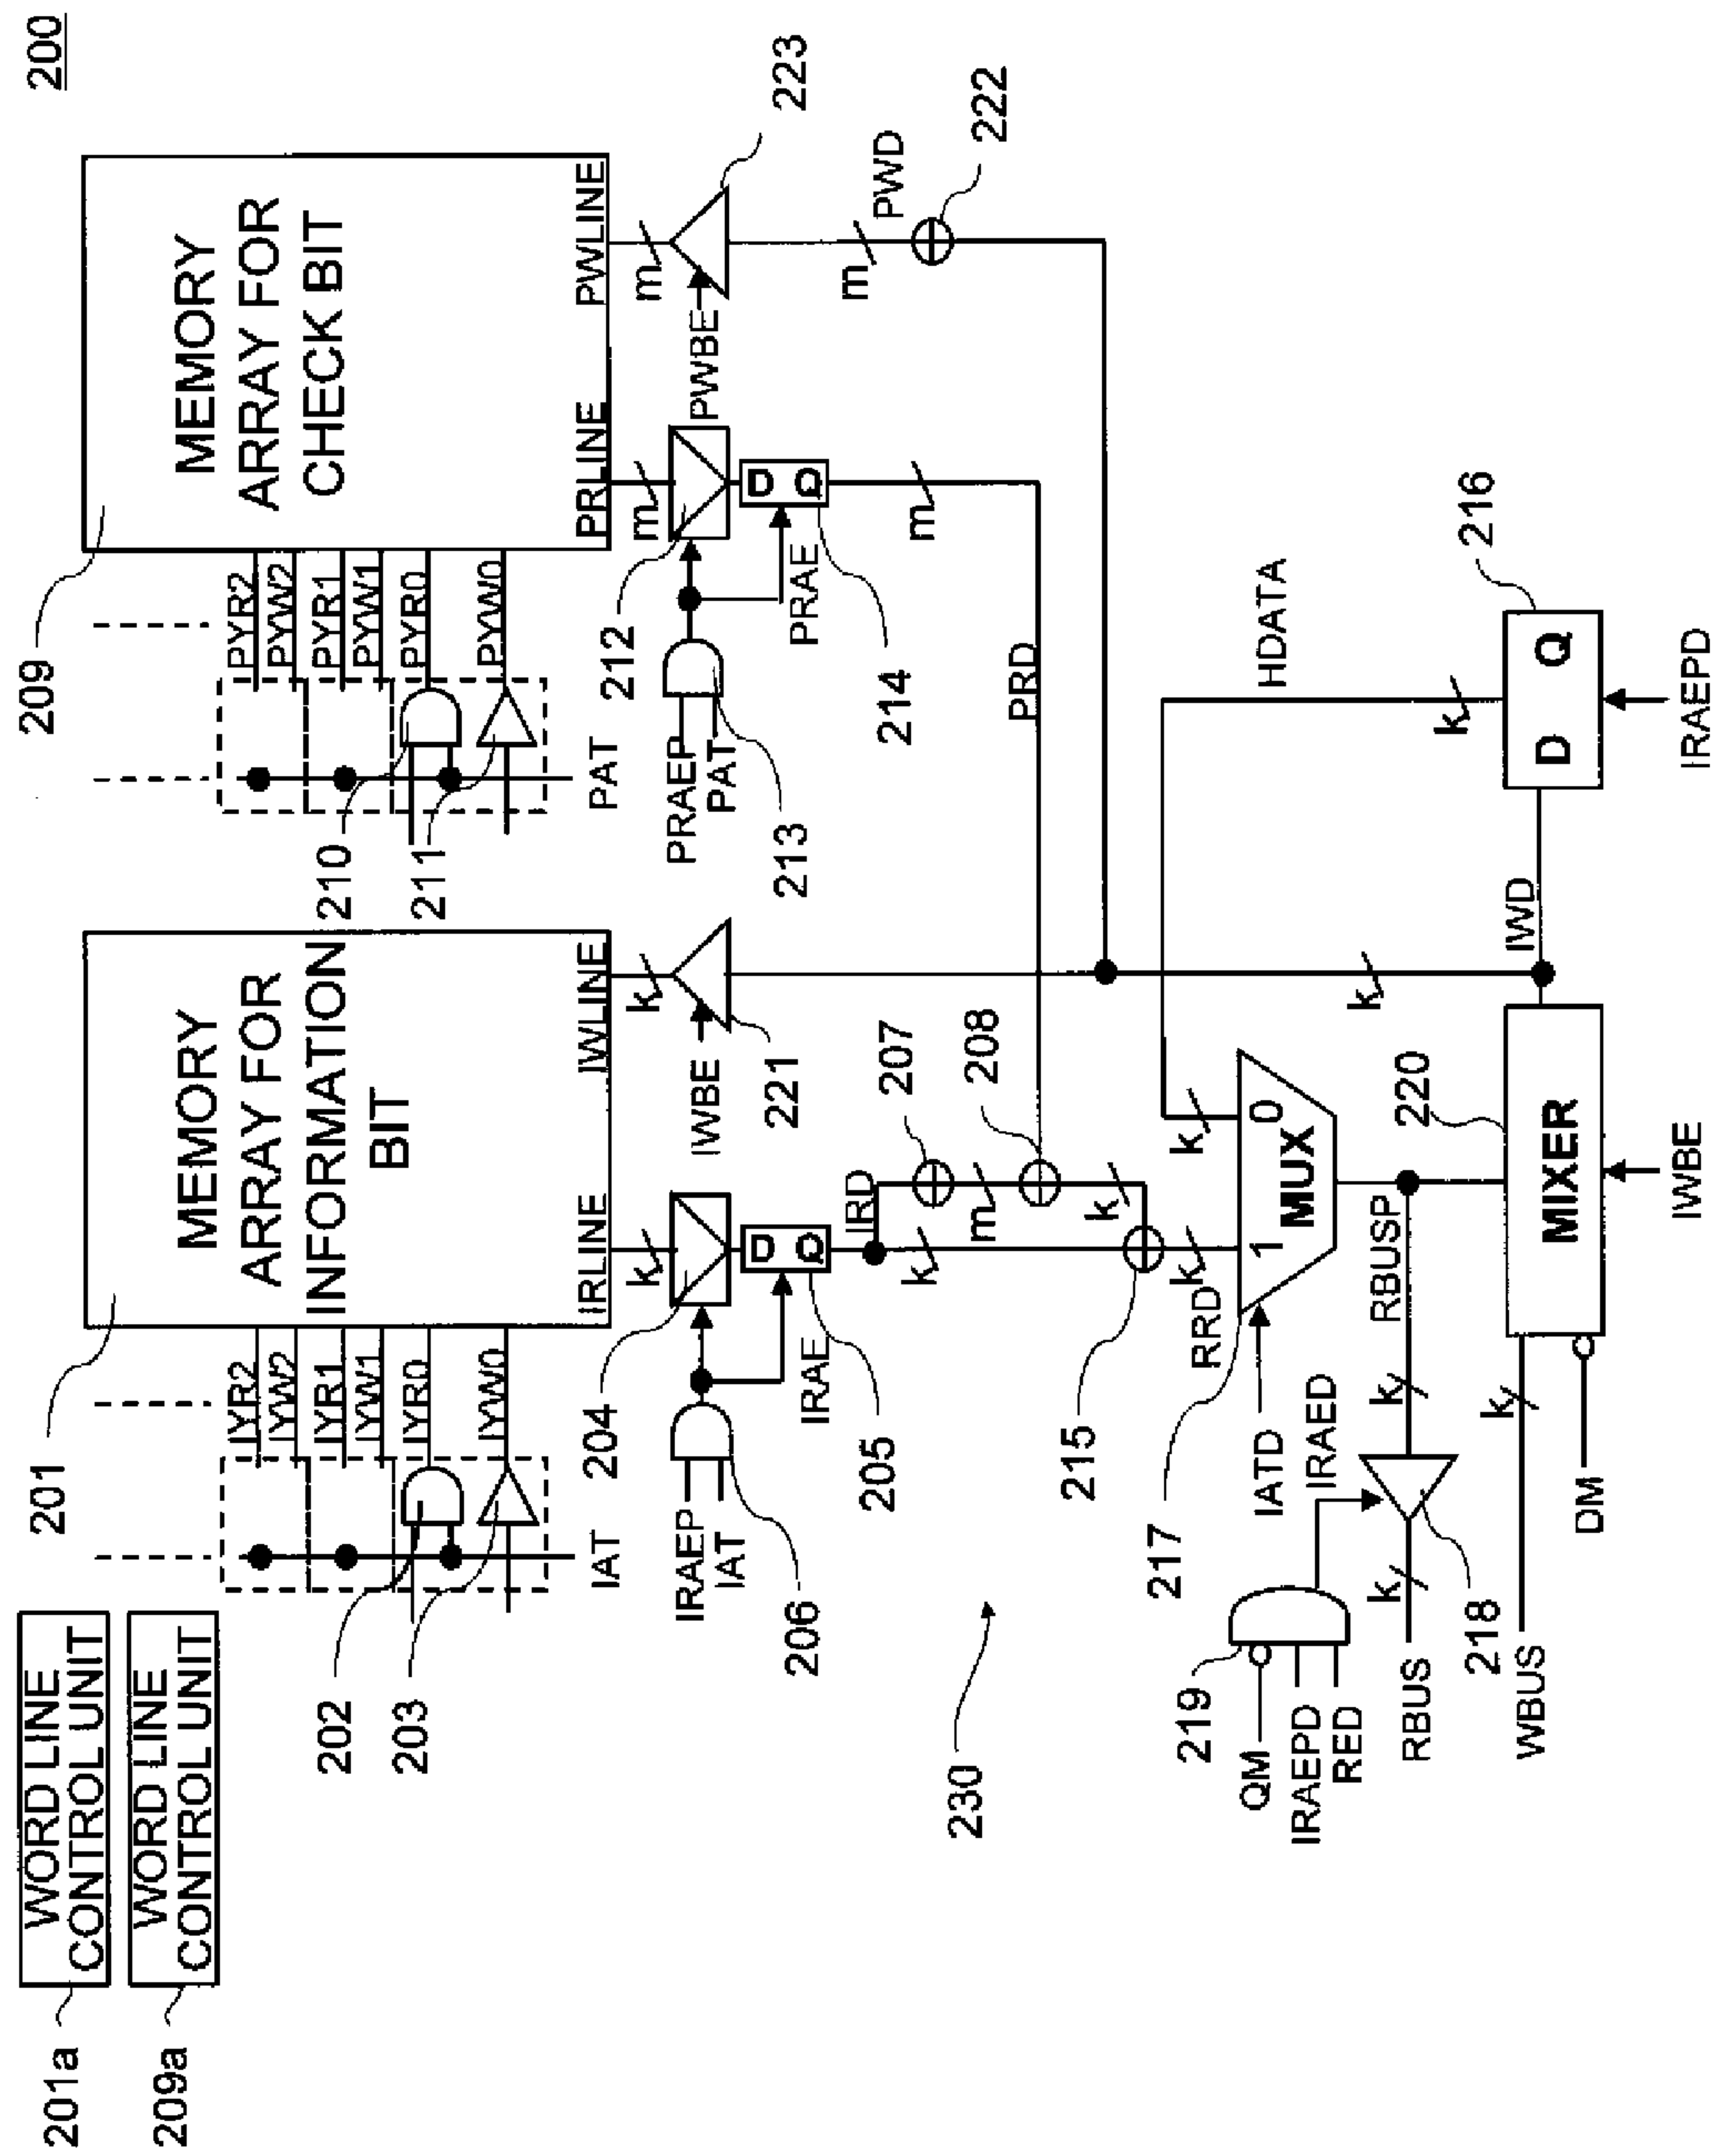 200
WORD LINE
CONTROL UNIT
201a
WORD LINE
CONTROL UNIT
209a
201
MEMORY
ARRAY FOR
INFORMATION
BIT
IRLINE
IWLINE
IYR2
IYW2
IYR1
IYW1
IYR0
IYW0
IAT
202
203
209
MEMORY
ARRAY FOR
CHECK BIT
PRLINE
PWLINE
PYR2
PYW2
PYR1
PYW1
PYR0
PYW0
PAT
210
211
204
k
IRAEP
IAT
206
D
Q
IRAE
205
IWBE
k
221
212
m
PRAEP
PAT
213
D
Q
PRAE
214
m
PWBE
m
223
m
PWD
222
IRD
207
k
m
208
k
PRD
215
RRD
k
230
217
IATD
1
MUX
0
k
HDATA
k
219
QM
IRAEPD
RED
IRAED
RBUSP
k
k
RBUS
218
WBUS
k
DM
220
MIXER
IWBE
k
IWD
D
Q
216
IRAEPD